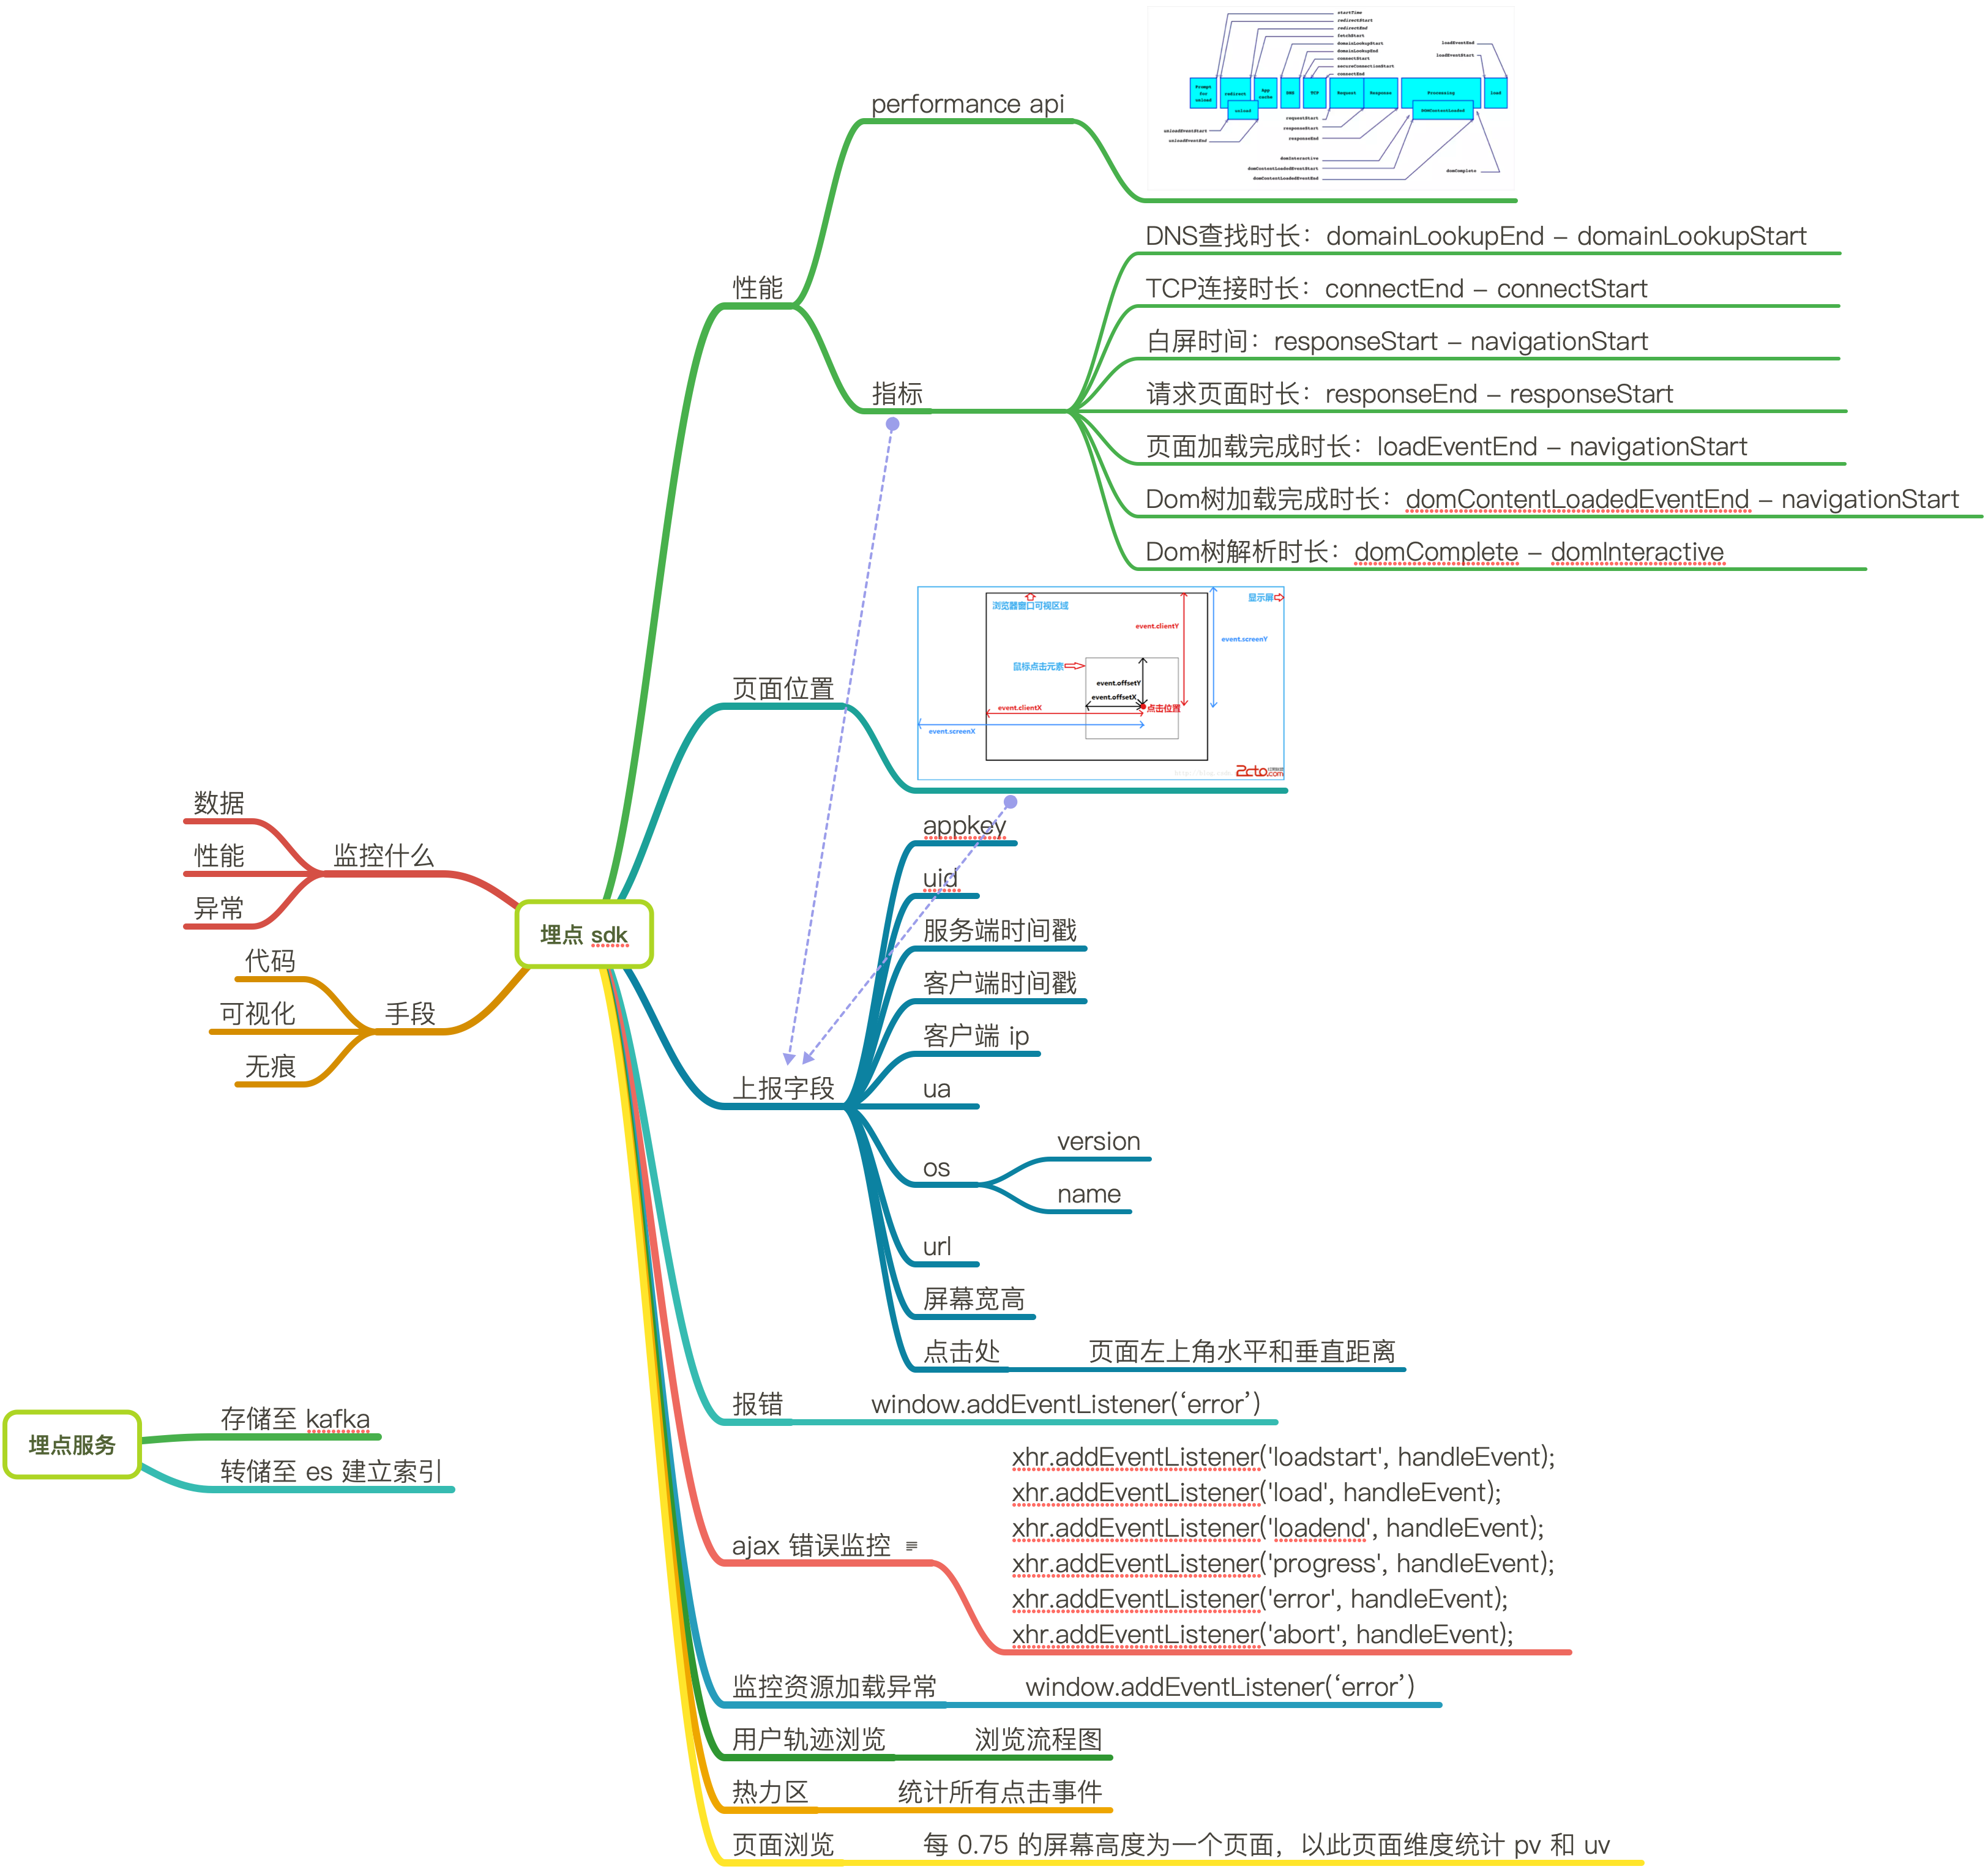 startTime
redirectStart
redirectEnd
fetchStart
domainLookupStart
domainLookupEnd
connectStart
secureConnectionStart
connectEnd
loadEventEnd
loadEventStart
Prompt for unload
redirect
App cache
DNS
TCP
Request
Response
Processing
load
unload
DOMContentLoaded
requestStart
responseStart
responseEnd
unloadEventStart
unloadEventEnd
domInteractive
domContentLoadedEventStart
domContentLoadedEventEnd
domComplete
performance api
性能
DNS查找时长：domainLookupEnd – domainLookupStart
TCP连接时长：connectEnd – connectStart
白屏时间：responseStart – navigationStart
指标
请求页面时长：responseEnd – responseStart
页面加载完成时长：loadEventEnd – navigationStart
Dom树加载完成时长：domContentLoadedEventEnd – navigationStart
Dom树解析时长：domComplete – domInteractive
浏览器窗口可视区域
显示屏
event.clientY
event.screenY
鼠标点击元素
event.offsetY
event.offsetX
event.clientX
点击位置
event.screenX
2cto.com
页面位置
数据
性能
异常
监控什么
埋点 sdk
代码
可视化
无痕
手段
上报字段
appkey
uid
服务端时间戳
客户端时间戳
客户端 ip
ua
os
version
name
url
屏幕宽高
点击处
页面左上角水平和垂直距离
报错
window.addEventListener(‘error’)
埋点服务
存储至 kafka
转储至 es 建立索引
ajax 错误监控
xhr.addEventListener('loadstart', handleEvent);
xhr.addEventListener('load', handleEvent);
xhr.addEventListener('loadend', handleEvent);
xhr.addEventListener('progress', handleEvent);
xhr.addEventListener('error', handleEvent);
xhr.addEventListener('abort', handleEvent);
监控资源加载异常
window.addEventListener(‘error’)
用户轨迹浏览
浏览流程图
热力区
统计所有点击事件
页面浏览
每 0.75 的屏幕高度为一个页面，以此页面维度统计 pv 和 uv